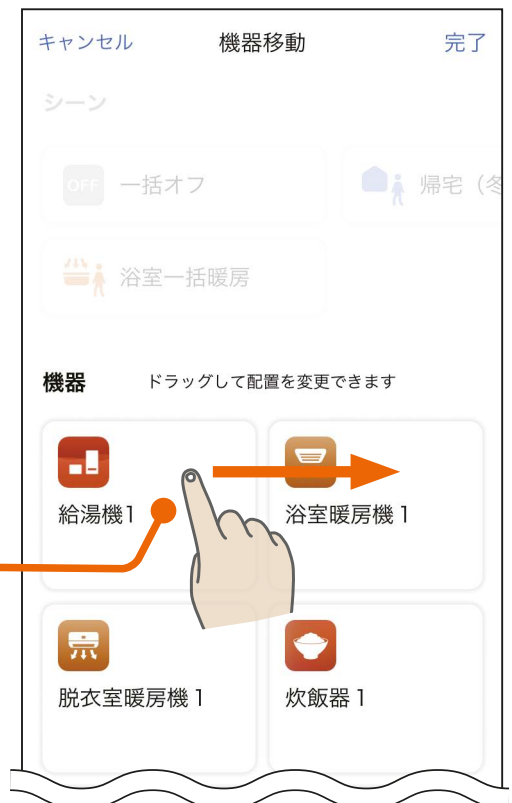 キャンセル 機器移動 完了
シーン
OFF 一括オフ 帰宅（冬
浴室一括暖房
機器 ドラッグして配置を変更できます
給湯機1 浴室暖房機 1
脱衣室暖房機 1 炊飯器 1